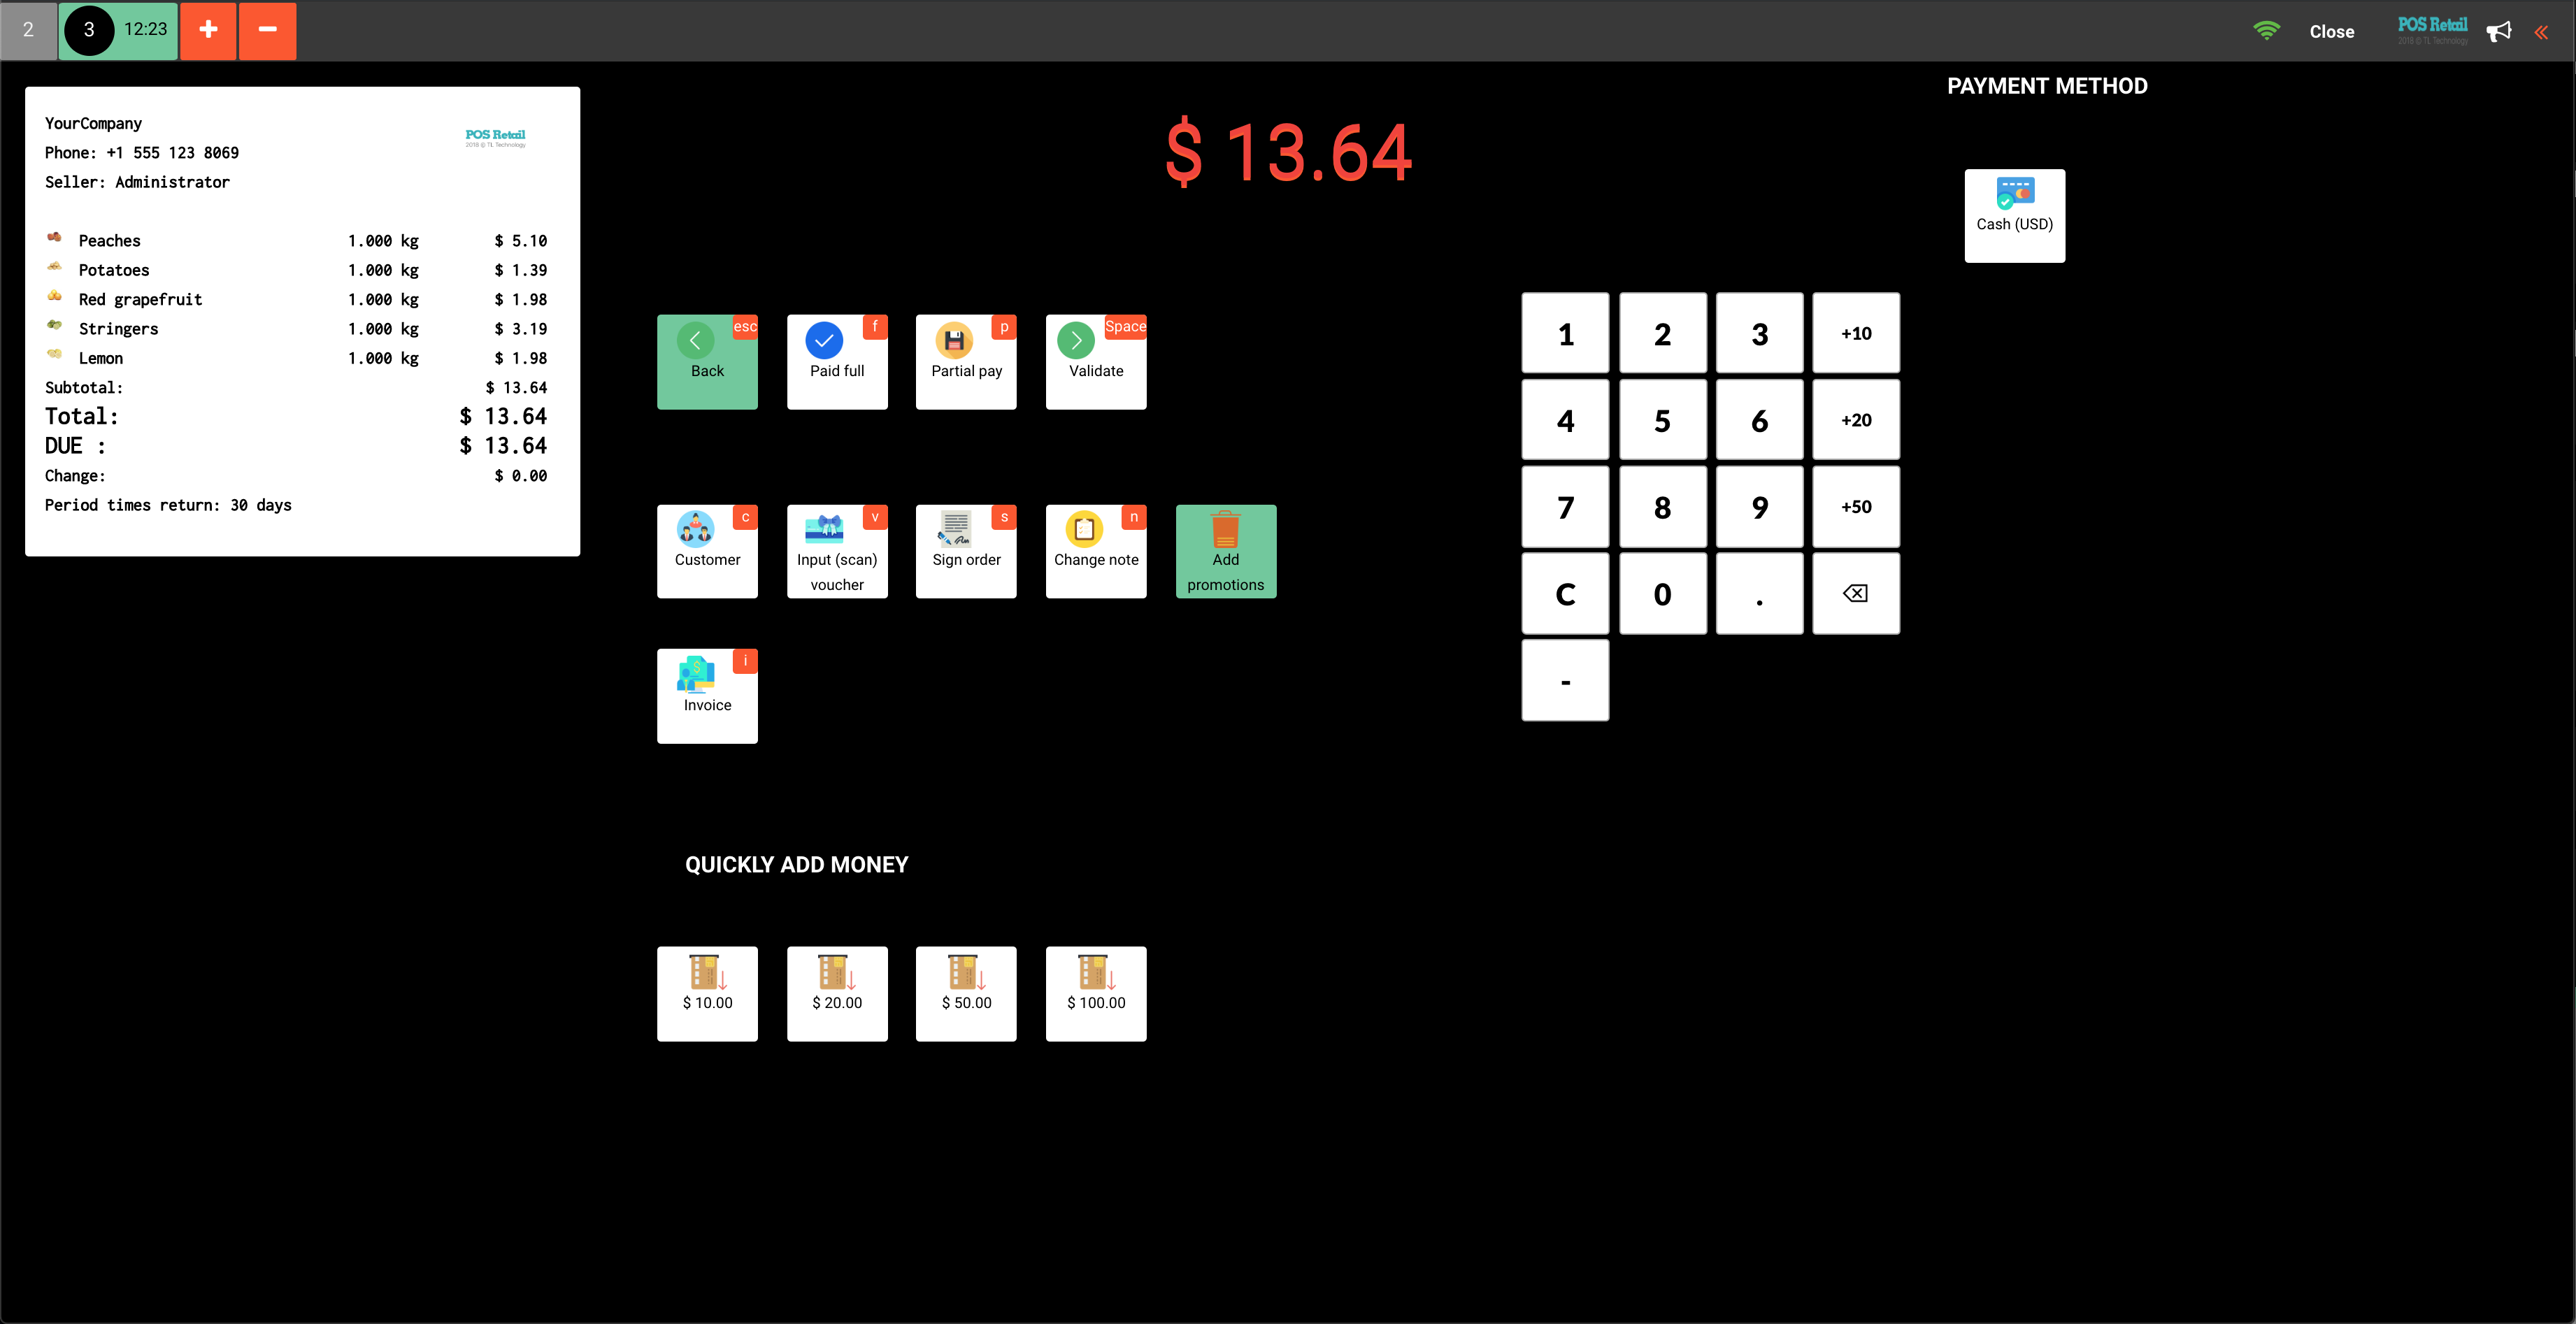 2
3 12:23
Close
POS Retail
2018 © TL Technology
PAYMENT METHOD
YourCompany
Phone: +1 555 123 8069
Seller: Administrator
POS Retail
2018 © TL Technology
Peaches 1.000 kg $ 5.10
Potatoes 1.000 kg $ 1.39
Red grapefruit 1.000 kg $ 1.98
Stringers 1.000 kg $ 3.19
Lemon 1.000 kg $ 1.98
Subtotal: $ 13.64
Total: $ 13.64
DUE : $ 13.64
Change: $ 0.00
Period times return: 30 days
$ 13.64
Cash (USD)
esc
Back
f
Paid full
p
Partial pay
Space
Validate
c
Customer
v
Input (scan)
voucher
s
Sign order
n
Change note
Add
promotions
i
Invoice
1 2 3 +10
4 5 6 +20
7 8 9 +50
C 0 .
-
QUICKLY ADD MONEY
$ 10.00
$ 20.00
$ 50.00
$ 100.00